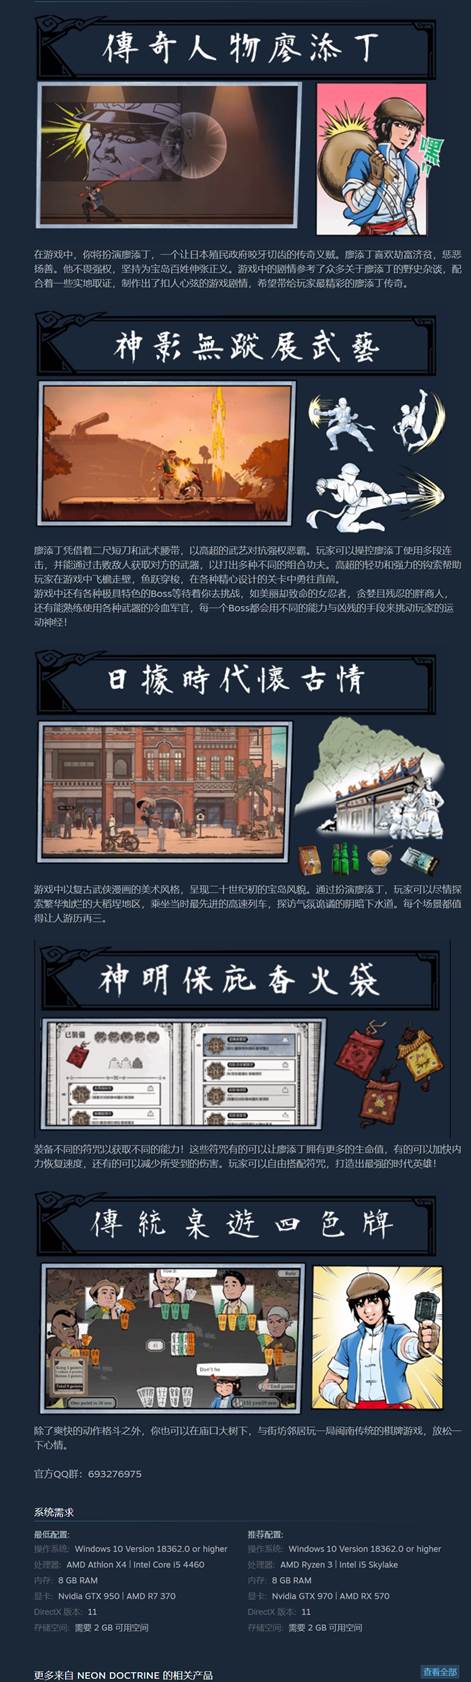 傳奇人物廖添丁
嘿!!
在游戏中，你将扮演廖添丁，一个让日本殖民政府咬牙切齿的传奇义贼。廖添丁喜欢劫富济贫，惩恶
扬善。他不畏强权，坚持为宝岛百姓伸张正义。游戏中的剧情参考了众多关于廖添丁的野史杂谈，配
合着一些实地取证，制作出了扣人心弦的游戏剧情，希望带给玩家最精彩的廖添丁传奇。
神影無蹤展武藝
廖添丁凭借着二尺短刀和武术腰带，以高超的武艺对抗强权恶霸。玩家可以操控廖添丁使用多段连
击，并能通过击败敌人获取对方的武器，以打出多种不同的组合功夫。高超的轻功和强力的钩索帮助
玩家在游戏中飞檐走壁，鱼跃穿梭，在各种精心设计的关卡中勇往直前。
游戏中还有各种极具特色的Boss等待着你去挑战，如美丽却致命的女忍者，贪婪且残忍的胖商人，
还有能熟练使用各种武器的冷血军官，每一个Boss都会用不同的能力与凶残的手段来挑动玩家的运
动神经！
日據時代懷古情
游戏中以复古武侠漫画的美术风格，呈现二十世纪初的宝岛风貌。通过扮演廖添丁，玩家可以尽情探
索繁华灿烂的大稻埕地区，乘坐当时最先进的高速列车，探访气氛诡谲的阴暗下水道。每个场景都值
得让人游历再三。
神明保庇香火袋
已裝備
装备不同的符咒以获取不同的能力！这些符咒有的可以让廖添丁拥有更多的生命值，有的可以加快内
力恢复速度，还有的可以减少所受到的伤害。玩家可以自由搭配符咒，打造出最强的时代英雄！
傳統桌遊四色牌
Rule
Don't be
End game
除了爽快的动作格斗之外，你也可以在庙口大树下，与街坊邻居玩一局闽南传统的棋牌游戏，放松一
下心情。
官方QQ群：693276975
系统需求
最低配置:
操作系统: Windows 10 Version 18362.0 or higher
处理器: AMD Athlon X4 | Intel Core i5 4460
内存: 8 GB RAM
显卡: Nvidia GTX 950 | AMD R7 370
DirectX 版本: 11
存储空间: 需要 2 GB 可用空间
推荐配置:
操作系统: Windows 10 Version 18362.0 or higher
处理器: AMD Ryzen 3 | Intel i5 Skylake
内存: 8 GB RAM
显卡: Nvidia GTX 970 | AMD RX 570
DirectX 版本: 11
存储空间: 需要 2 GB 可用空间
更多来自 NEON DOCTRINE 的相关产品
查看全部